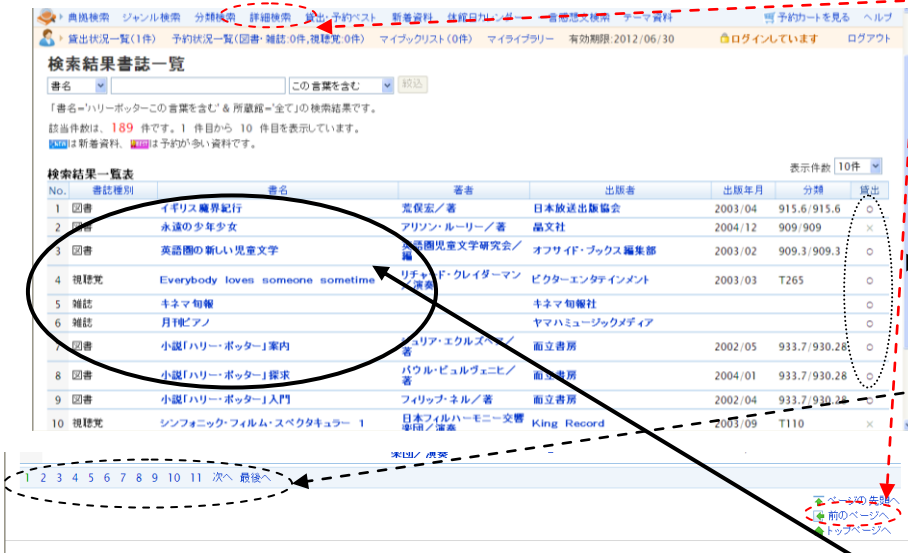 典拠検索 ジャンル検索 分類検索 詳細検索 貸出・予約ベスト 新着資料 休館日カレンダー テーマ資料 予約カートを見る ヘルプ
貸出状況一覧(1件) 予約状況一覧(図書・雑誌:0件,視聴覚:0件) マイブックリスト(0件) マイライブラリー 有効期限:2012/06/30 ログインしています ログアウト
検索結果書誌一覧
書名 この言葉を含む 絞込
「書名='ハリーポッターこの言葉を含む' & 所蔵館='全て」の検索結果です。
該当件数は、 189 件です。1 件目から 10 件目を表示しています。
は新着資料、 は予約が多い資料です。
検索結果一覧表 表示件数 10件
No. 書誌種別 書名 著者 出版者 出版年月 分類 貸出
1 図書 イギリス魔界紀行 荒俣宏/著 日本放送出版協会 2003/04 915.6/915.6 ○
2 図書 永遠の少年少女 アリソン・ルーリー/著 晶文社 2004/12 909/909 ×
3 図書 英語圏の新しい児童文学 英語圏児童文学研究会/編 オフサイド・ブックス編集部 2003/02 909.3/909.3 ○
4 視聴覚 Everybody loves someone sometime リチャード・クレイダーマン/演奏 ビクターエンタテインメント 2003/03 T265 ○
5 雑誌 キネマ旬報 キネマ旬報社 ○
6 雑誌 月刊ピアノ ヤマハミュージックメディア ○
7 図書 小説「ハリー・ポッター」案内 ジュリア・エクルズヘア/著 而立書房 2002/05 933.7/930.28 ○
8 図書 小説「ハリー・ポッター」探求 パウル・ビュルヴェニヒ/著 而立書房 2004/01 933.7/930.28 ○
9 図書 小説「ハリー・ポッター」入門 フィリップ・ネル/著 而立書房 2002/04 933.7/930.28 ○
10 視聴覚 シンフォニック・フィルム・スペクタキュラー 1 日本フィルハーモニー交響楽団/演奏 King Record 2003/09 T110 ×
楽団/演奏
1 2 3 4 5 6 7 8 9 10 11 次へ 最後へ
ページの先頭へ
前のページへ
トップページへ